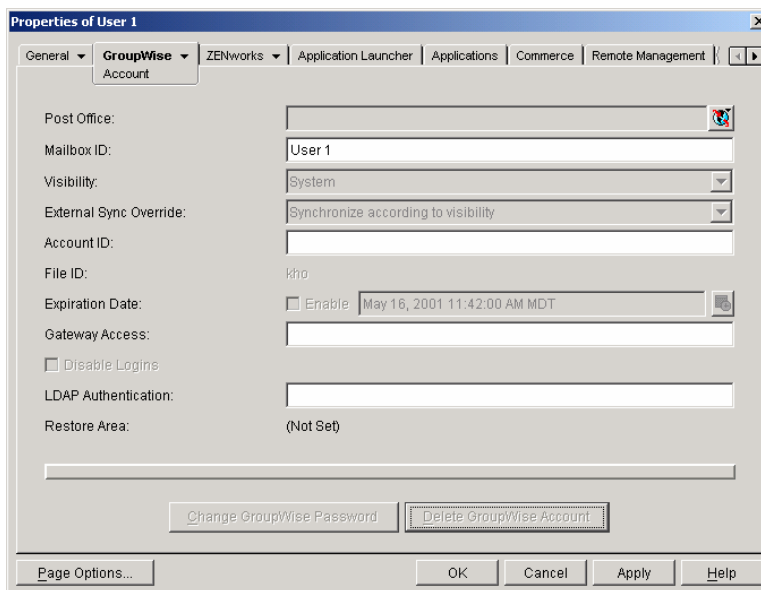 Properties of User 1
General GroupWise ZENworks Application Launcher Applications Commerce Remote Management
Account
Post Office:
Mailbox ID: User 1
Visibility: System
External Sync Override: Synchronize according to visibility
Account ID:
File ID: kho
Expiration Date: Enable May 16, 2001 11:42:00 AM MDT
Gateway Access:
Disable Logins
LDAP Authentication:
Restore Area: (Not Set)
Change GroupWise Password Delete GroupWise Account
Page Options... OK Cancel Apply Help